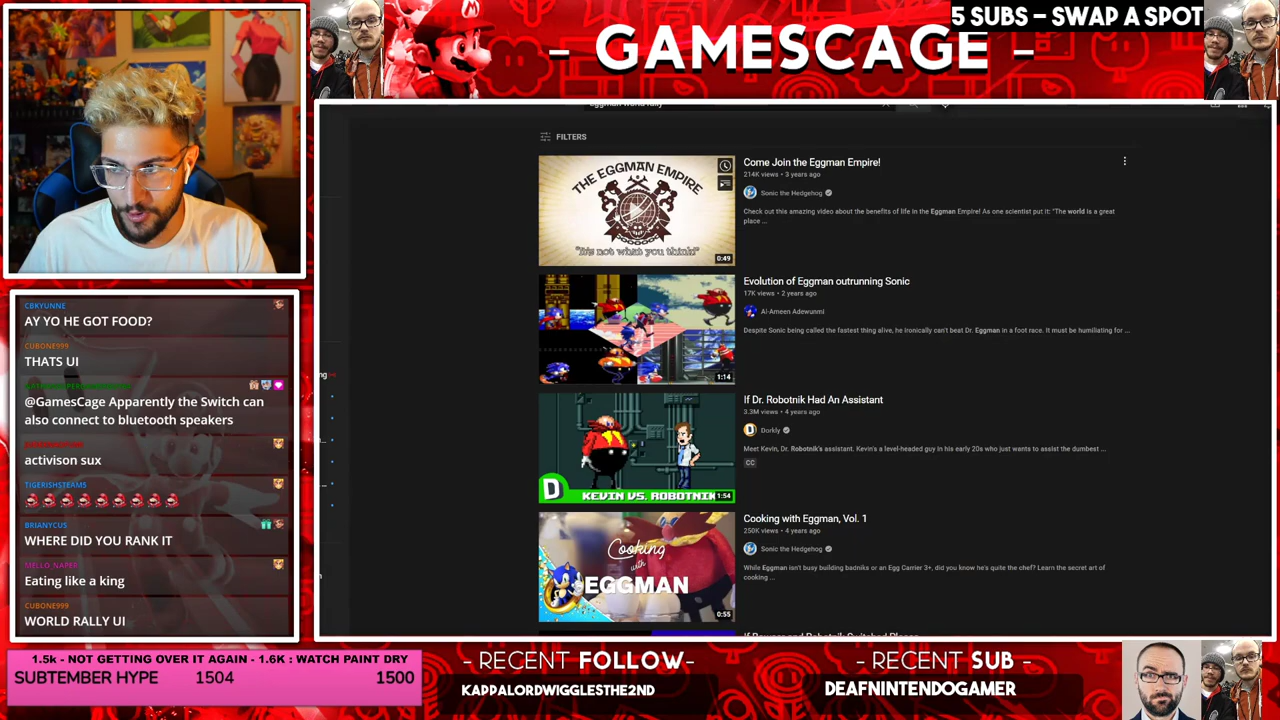 5 SUBS – SWAP A SPOT
- GAMESCAGE -
Eggman world rally
FILTERS
THE EGGMAN EMPIRE
"It's not what you think!"
0:49
Come Join the Eggman Empire!
214K views • 3 years ago
Sonic the Hedgehog
Check out this amazing video about the benefits of life in the Eggman Empire! As one scientist put it: "The world is a great
place ...
1:14
Evolution of Eggman outrunning Sonic
17K views • 2 years ago
Al-Ameen Adewunmi
Despite Sonic being called the fastest thing alive, he ironically can't beat Dr. Eggman in a foot race. It must be humiliating for ...
D
KEVIN VS. ROBOTNIK
1:54
If Dr. Robotnik Had An Assistant
3.3M views • 4 years ago
Dorkly
Meet Kevin, Dr. Robotnik's assistant. Kevin's a level-headed guy in his early 20s who just wants to assist the dumbest ...
CC
Cooking
with
EGGMAN
0:55
Cooking with Eggman, Vol. 1
250K views • 4 years ago
Sonic the Hedgehog
While Eggman isn't busy building badniks or an Egg Carrier 3+, did you know he's quite the chef? Learn the secret art of
cooking ...
CBKYUNNE
AY YO HE GOT FOOD?
CUBONE999
THATS UI
@GamesCage Apparently the Switch can
also connect to bluetooth speakers
activison sux
TIGERISHSTEAM5
BRIANYCUS
WHERE DID YOU RANK IT
MELLO_NAPER
Eating like a king
CUBONE999
WORLD RALLY UI
1.5k - NOT GETTING OVER IT AGAIN - 1.6K : WATCH PAINT DRY
SUBTEMBER HYPE 1504 1500
- RECENT FOLLOW-
KAPPALORDWIGGLESTHE2ND
- RECENT SUB -
DEAFNINTENDOGAMER